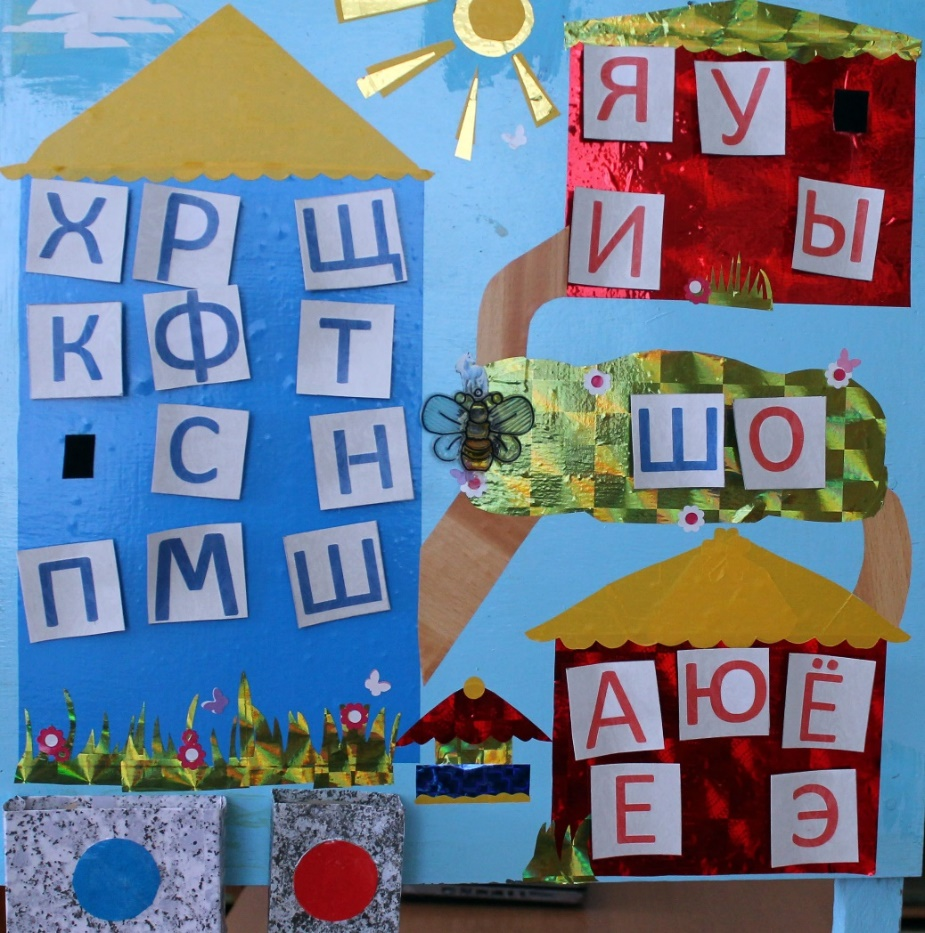 Х Р Щ
К Ф Т
С Н
П М Ш
Я У
И Ы
Ш О
А Ю Ё
Е Э